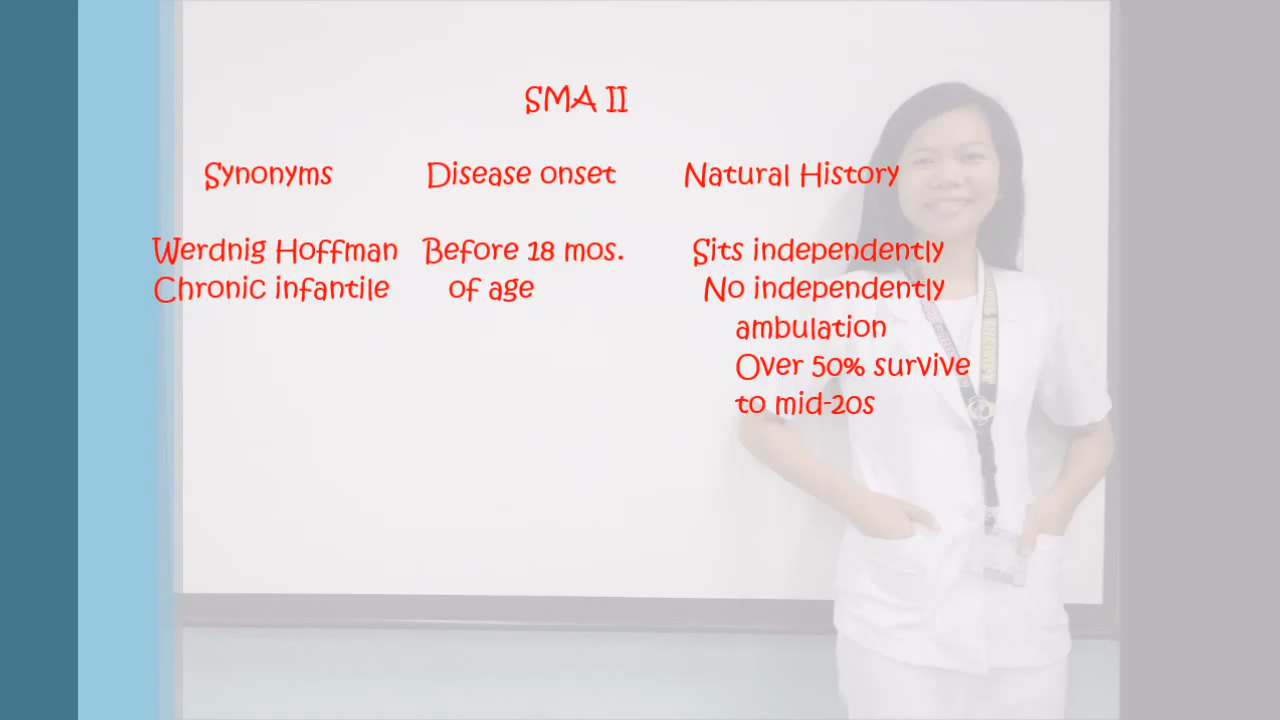 SMA II
Synonyms Disease onset Natural History
Werdnig Hoffman Before 18 mos. Sits independently
Chronic infantile of age No independently
ambulation
Over 50% survive
to mid-20s